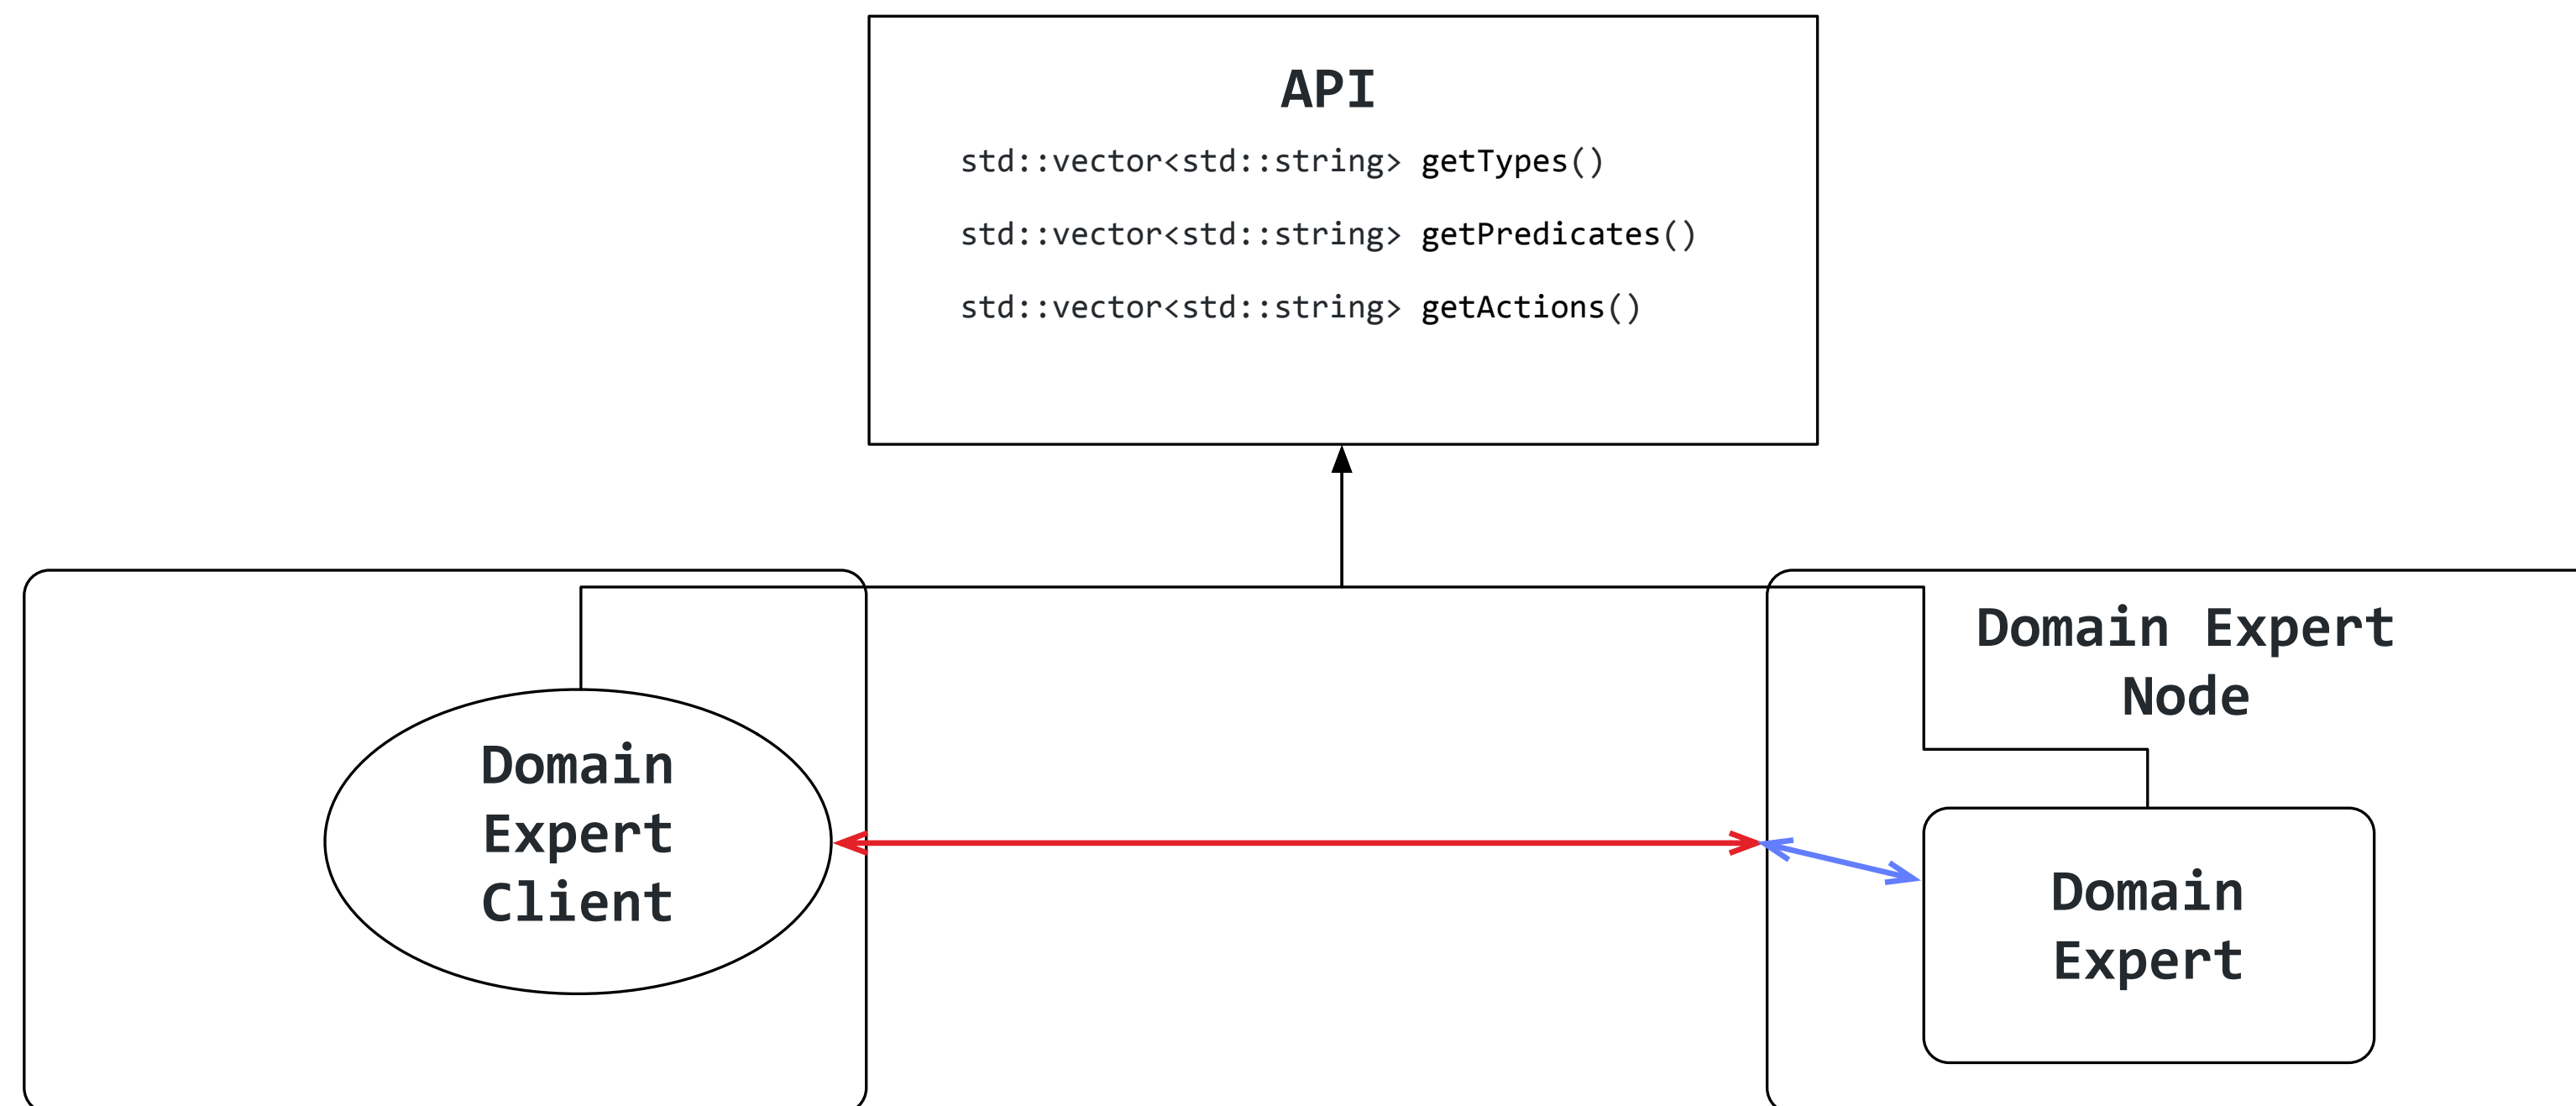 API
std::vector<std::string> getTypes()
std::vector<std::string> getPredicates()
std::vector<std::string> getActions()
Domain Expert
Node
Domain
Expert
Client
Domain
Expert